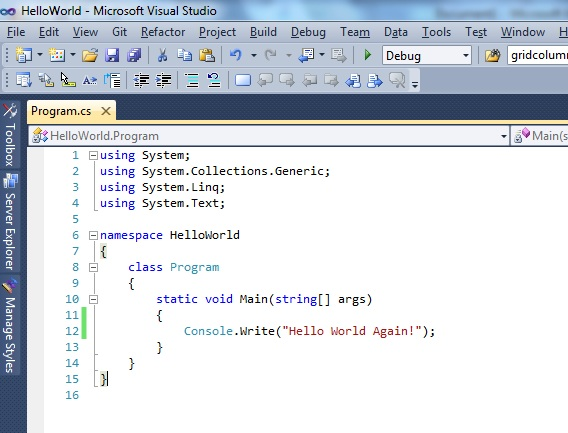 HelloWorld - Microsoft Visual Studio
File Edit View Git Refactor Project Build Debug Team Data Tools Test Window H
Debug gridcolumn
Program.cs X
HelloWorld.Program Main(s
Toolbox
Server Explorer
Manage Styles
1 using System;
2 using System.Collections.Generic;
3 using System.Linq;
4 using System.Text;
5
6 namespace HelloWorld
7 {
8 class Program
9 {
10 static void Main(string[] args)
11 {
12 Console.Write("Hello World Again!");
13 }
14 }
15 }
16